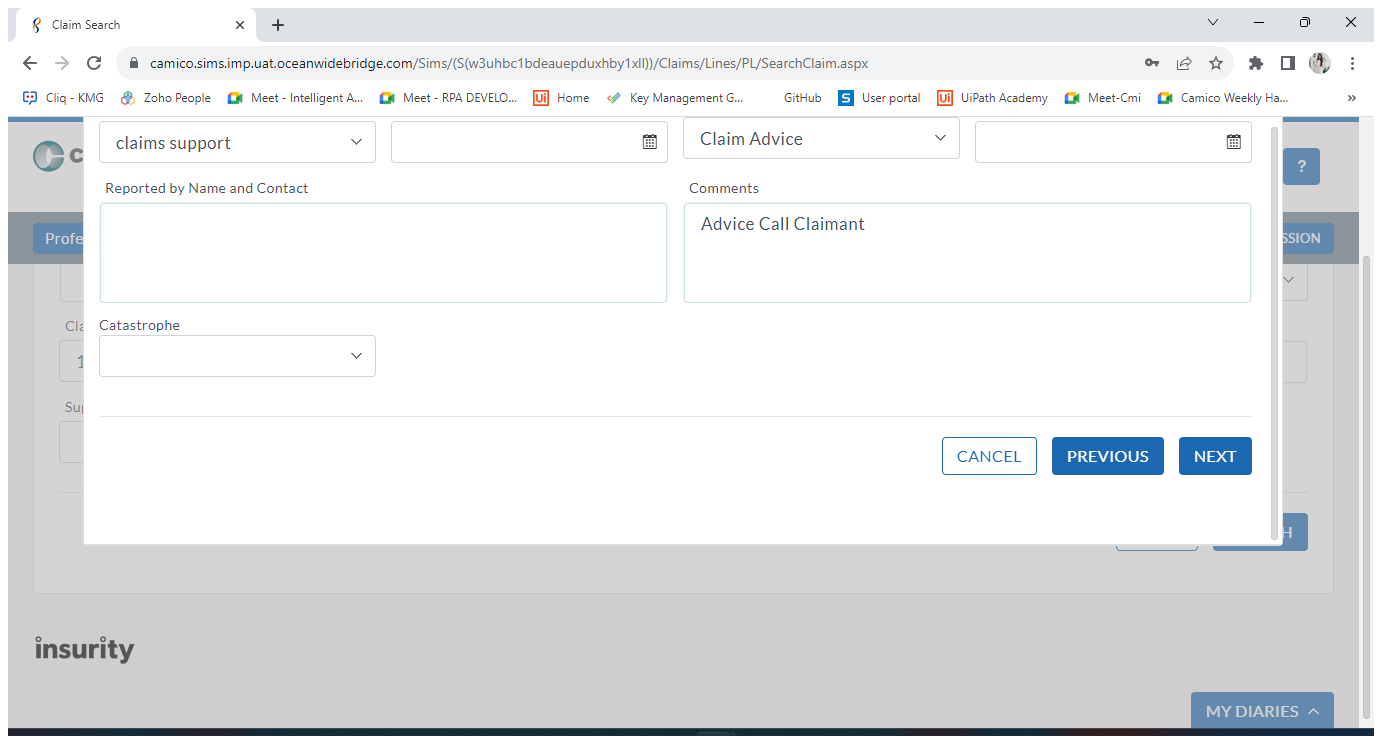 Claim Search
camico.sims.imp.uat.oceanwidebridge.com/Sims/(S(w3uhbc1bdeauepduxhby1xll))/Claims/Lines/PL/SearchClaim.aspx
Cliq - KMG Zoho People Meet - Intelligent A... Meet - RPA DEVELO... Ui Home Key Management G... GitHub S User portal Ui UiPath Academy Meet-Cmi Camico Weekly Ha... »
claims support Claim Advice
C ?
Reported by Name and Contact Comments
Advice Call Claimant
Profe SSION
Catastrophe
Cla
1
Sup
CANCEL PREVIOUS NEXT
H
insurity
MY DIARIES